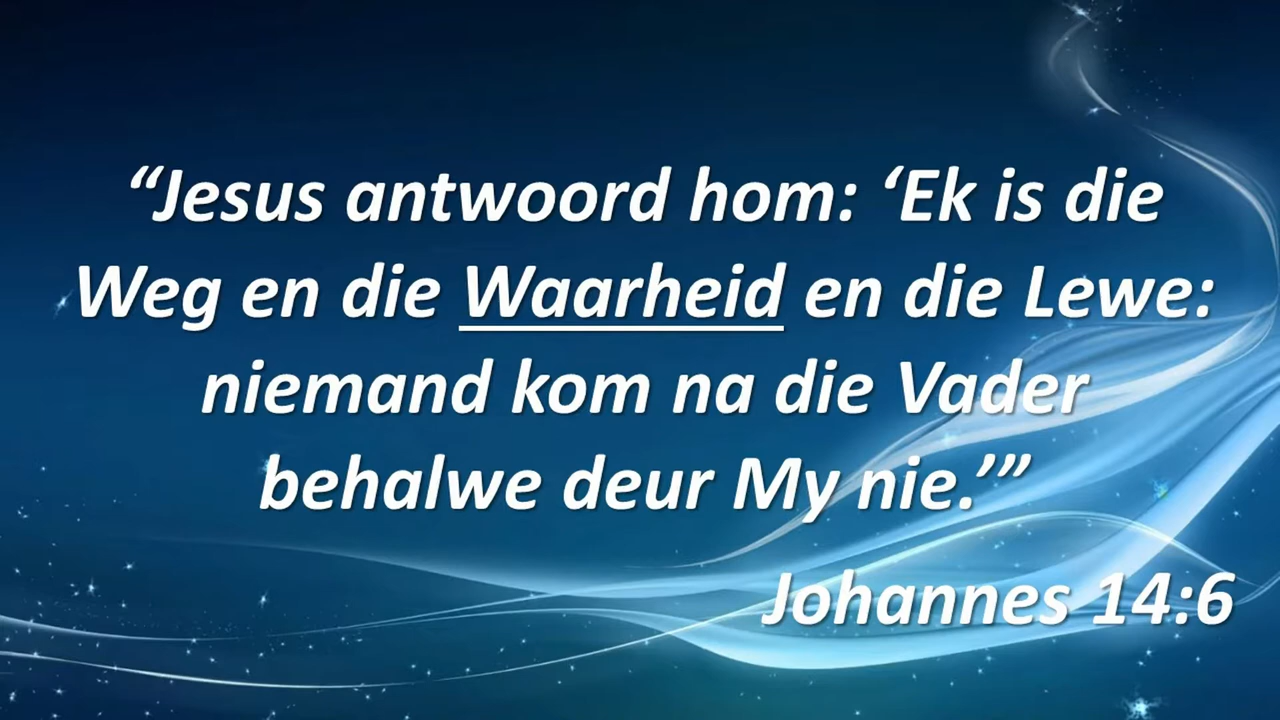 “Jesus antwoord hom: ‘Ek is die
Weg en die Waarheid en die Lewe:
niemand kom na die Vader
behalwe deur My nie.’”
Johannes 14:6